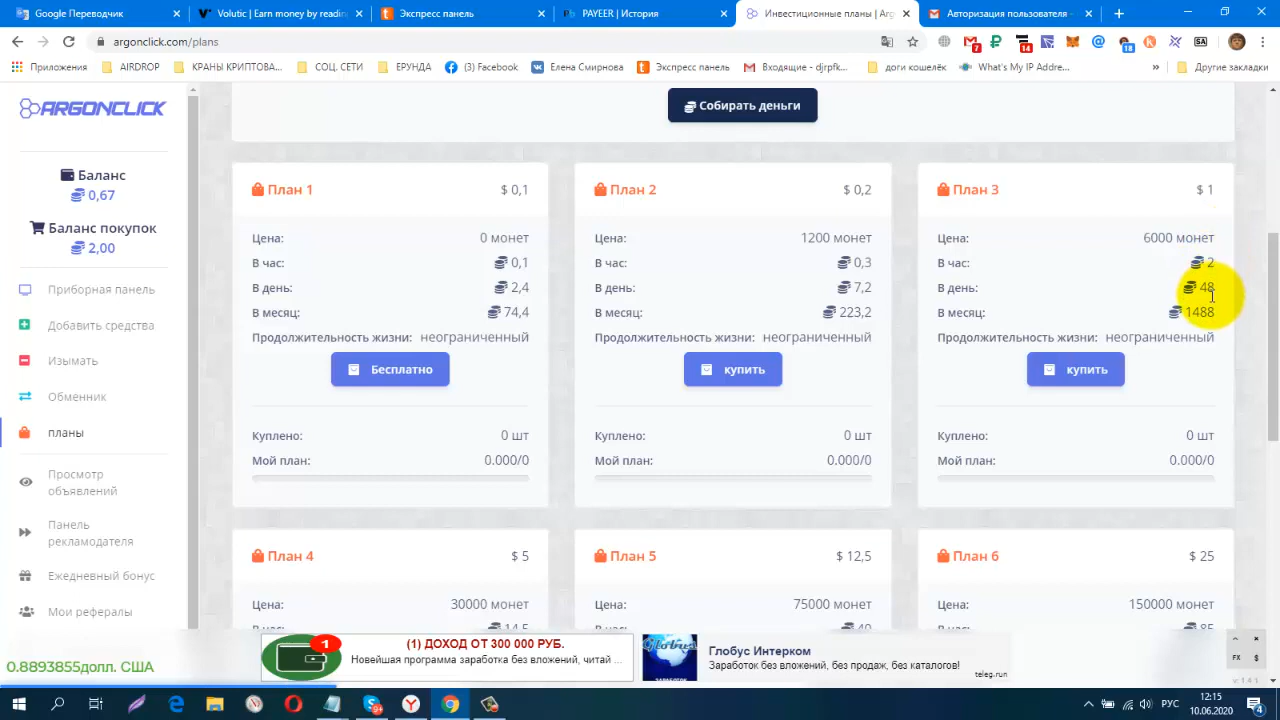 Google Переводчик
Volutic | Earn money by readin
Экспресс панель
PAYEER | История
Инвестиционные планы | Arg
Авторизация пользователя -
argonclick.com/plans
7
14
18
SA
Приложения
AIRDROP
КРАНЫ КРИПТОВА...
СОЦ. СЕТИ
ЕРУНДА
(3) Facebook
Елена Смирнова
Экспресс панель
Входящие - djrpfk...
доги кошелёк
What's My IP Addre...
»
Другие закладки
ARGONCLICK
Баланс
0,67
Баланс покупок
2,00
Приборная панель
Добавить средства
Изымать
Обменник
планы
Просмотр
объявлений
Панель
рекламодателя
Ежедневный бонус
Мои рефералы
0.8893855долл. США
Собирать деньги
План 1 $ 0,1
Цена: 0 монет
В час: 0,1
В день: 2,4
В месяц: 74,4
Продолжительность жизни: неограниченный
Бесплатно
Куплено: 0 шт
Мой план: 0.000/0
План 2 $ 0,2
Цена: 1200 монет
В час: 0,3
В день: 7,2
В месяц: 223,2
Продолжительность жизни: неограниченный
купить
Куплено: 0 шт
Мой план: 0.000/0
План 3 $ 1
Цена: 6000 монет
В час: 2
В день: 48
В месяц: 1488
Продолжительность жизни: неограниченный
купить
Куплено: 0 шт
Мой план: 0.000/0
План 4 $ 5
Цена: 30000 монет
План 5 $ 12,5
Цена: 75000 монет
План 6 $ 25
Цена: 150000 монет
1
(1) ДОХОД ОТ 300 000 РУБ.
Новейшая программа заработка без вложений, читай ...
Глобус Интерком
Заработок без вложений, без продаж, без каталогов!
teleg.run
FX $
v: 1.4.1
РУС
12:15
10.06.2020
4